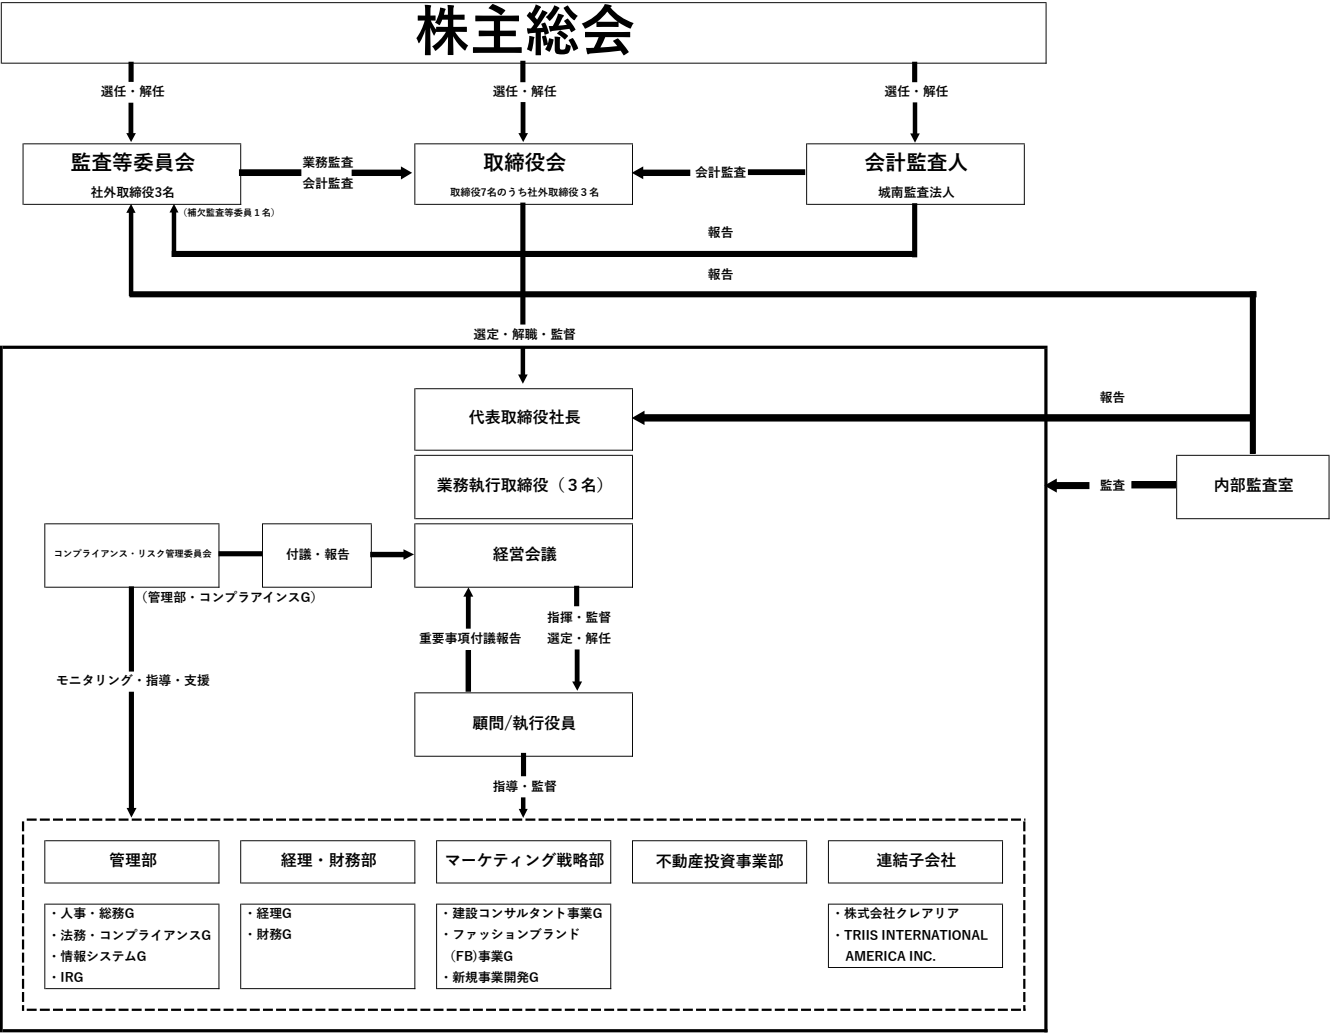 株主総会
選任・解任
選任・解任
選任・解任
監査等委員会
社外取締役3名
業務監査
会計監査
取締役会
取締役7名のうち社外取締役３名
会計監査
会計監査人
城南監査法人
（補欠監査等委員１名）
報告
報告
選定・解職・監督
代表取締役社長
報告
業務執行取締役（３名）
監査
内部監査室
コンプライアンス・リスク管理委員会
付議・報告
経営会議
（管理部・コンプラアインスG）
重要事項付議報告
指揮・監督
選定・解任
モニタリング・指導・支援
顧問/執行役員
指導・監督
管理部
経理・財務部
マーケティング戦略部
不動産投資事業部
連結子会社
・人事・総務G
・法務・コンプライアンスG
・情報システムG
・IRG
・経理G
・財務G
・建設コンサルタント事業G
・ファッションブランド
（FB)事業G
・新規事業開発G
・株式会社クレアリア
・TRIIS INTERNATIONAL
AMERICA INC.